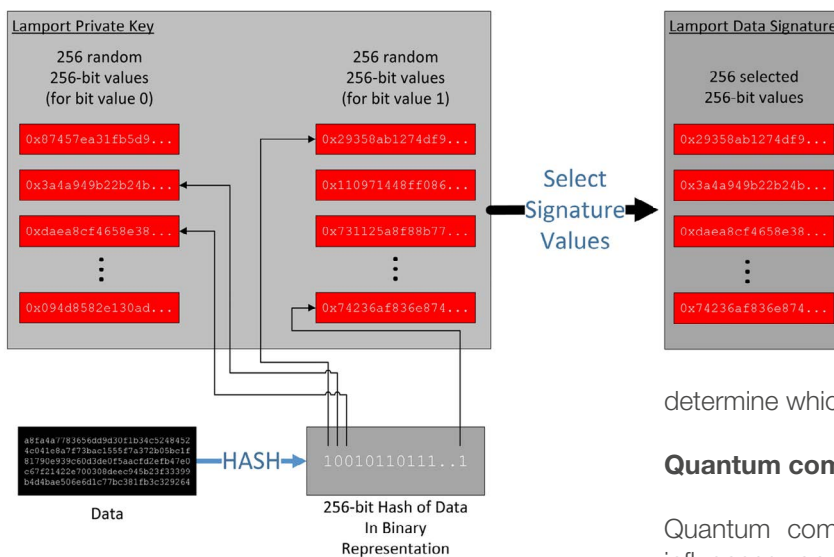 Lamport Private Key
256 random
256-bit values
(for bit value 0)
256 random
256-bit values
(for bit value 1)
0x87457ea31fb5d9...
0x3a4a949b22b24b...
0xdaea8cf4658e38...
0x094d8582e130ad...
0x29358ab1274df9...
0x110971448ff086...
0x731125a8f88b77...
0x74236af836e874...
Select
Signature
Values
Lamport Data Signature
256 selected
256-bit values
0x29358ab1274df9...
0x3a4a949b22b24b...
0xdaea8cf4658e38...
0x74236af836e874...
a8fa4a7783656dd9d30f1b34c5248452
4c041c8a7f73bac1555f7a372b05bc1f
81790e939c60d3de0f5aacfd2efb47e0
c67f21422e700308deec945b23f33399
b4d4bae506e6d1c77bc381fb3c329264
Data
HASH
10010110111..1
256-bit Hash of Data
In Binary
Representation
determine whic
Quantum com
Quantum com